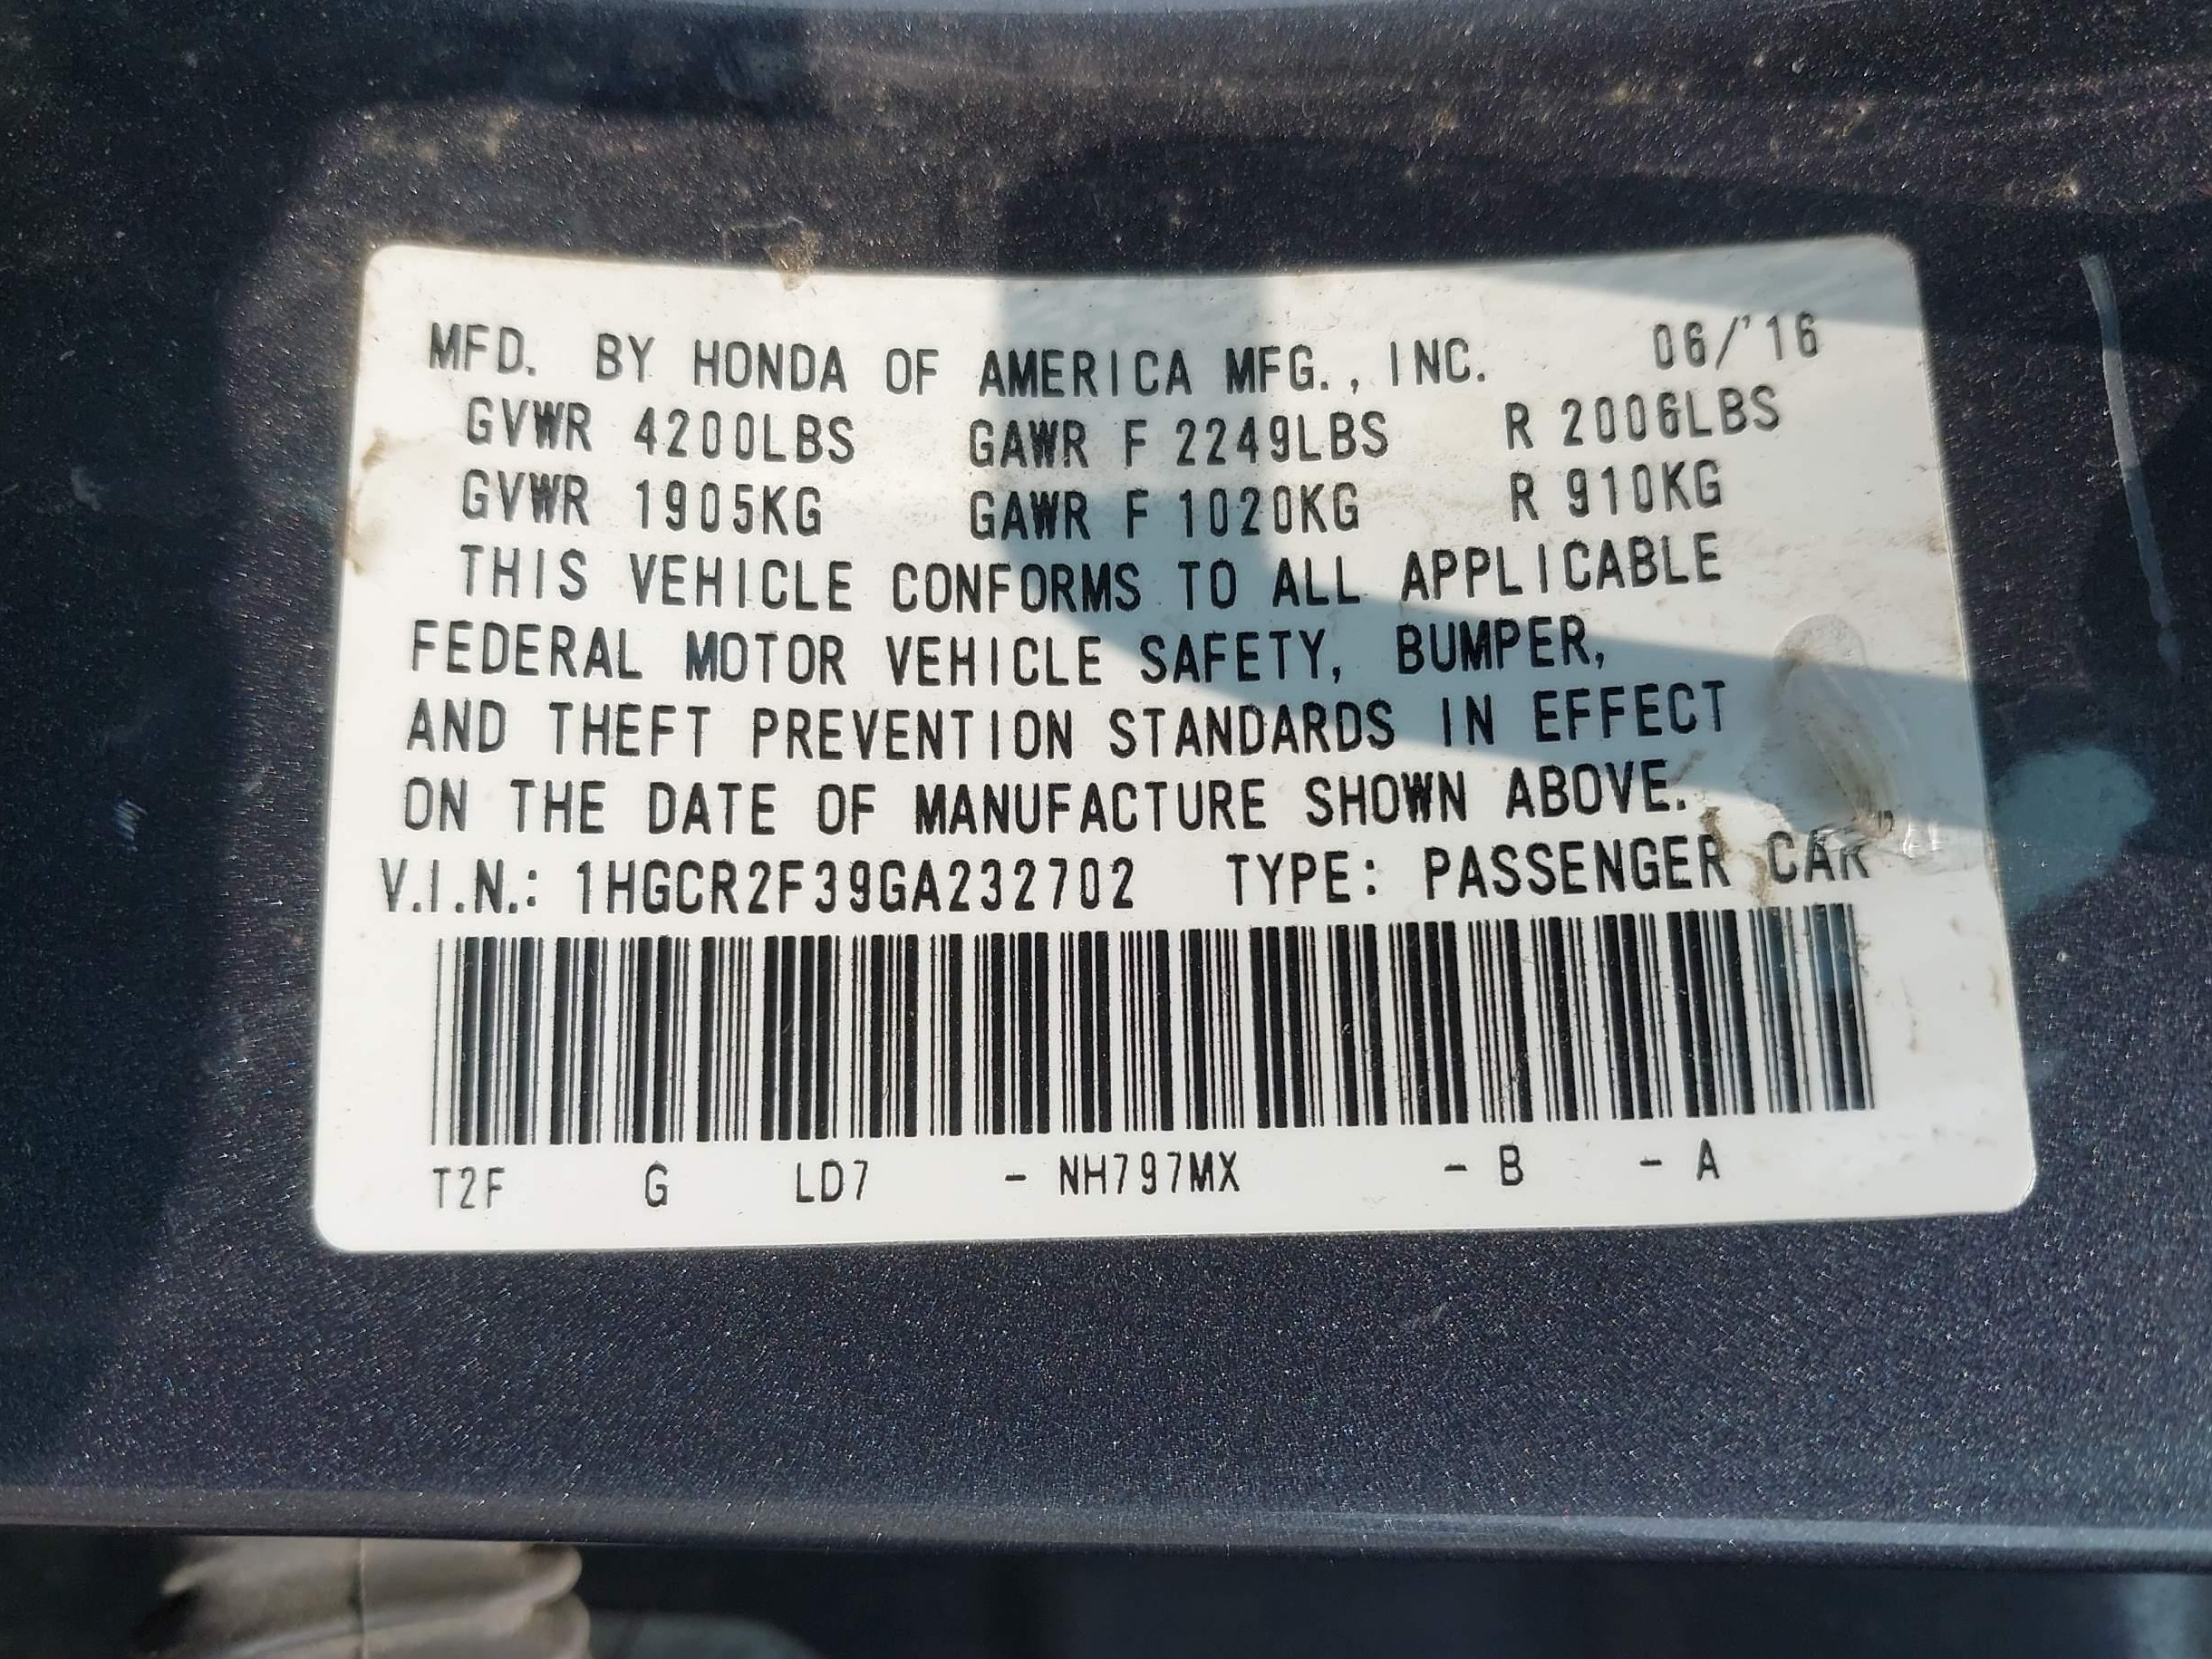 MFD. BY HONDA OF AMERICA MFG., INC. 06/'16
GVWR 4200LBS GAWR F 2249LBS R 2006LBS
GVWR 1905KG GAWR F 1020KG R 910KG
THIS VEHICLE CONFORMS TO ALL APPLICABLE
FEDERAL MOTOR VEHICLE SAFETY, BUMPER,
AND THEFT PREVENTION STANDARDS IN EFFECT
ON THE DATE OF MANUFACTURE SHOWN ABOVE.
V.I.N.: 1HGCR2F39GA232702 TYPE: PASSENGER CAR
T2F G LD7 - NH797MX - B - A